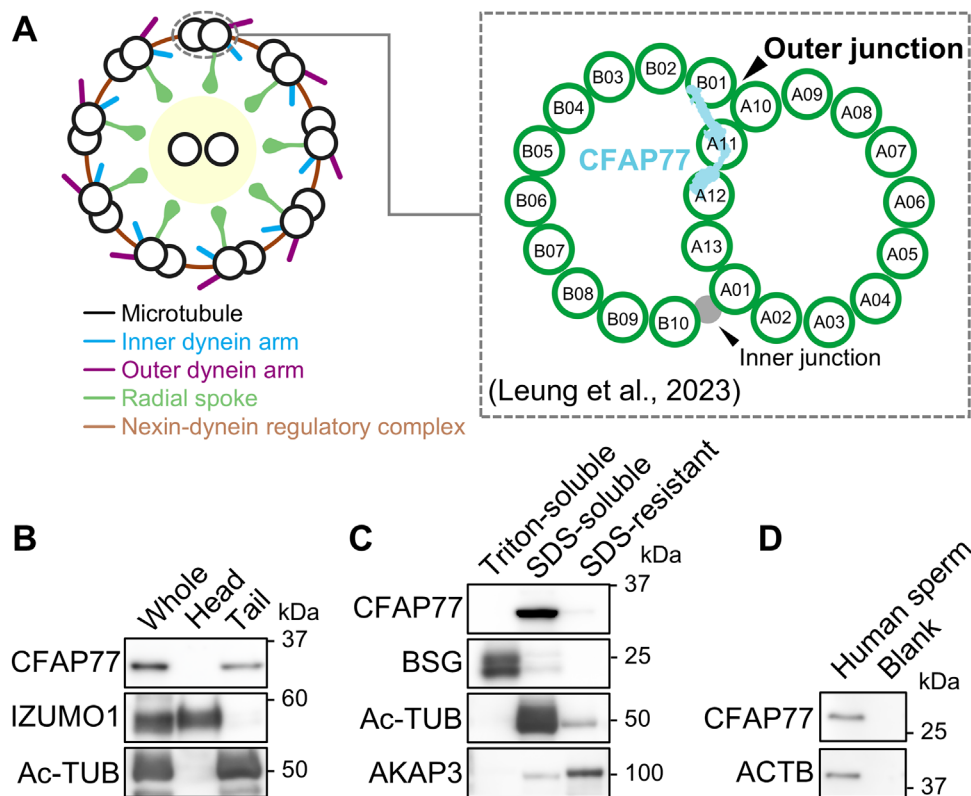 A
Outer junction
B01
B02
B03
B04
B05
B06
B07
B08
B09
B10
A10
A09
A08
A07
A06
A05
A04
A03
A02
A01
A13
A12
A11
CFAP77
Inner junction
(Leung et al., 2023)
Microtubule
Inner dynein arm
Outer dynein arm
Radial spoke
Nexin-dynein regulatory complex
B
Whole
Head
Tail
kDa
CFAP77
37
IZUMO1
60
Ac-TUB
50
C
Triton-soluble
SDS-soluble
SDS-resistant
kDa
CFAP77
37
BSG
25
Ac-TUB
50
AKAP3
100
D
Human sperm
Blank
kDa
CFAP77
25
ACTB
37